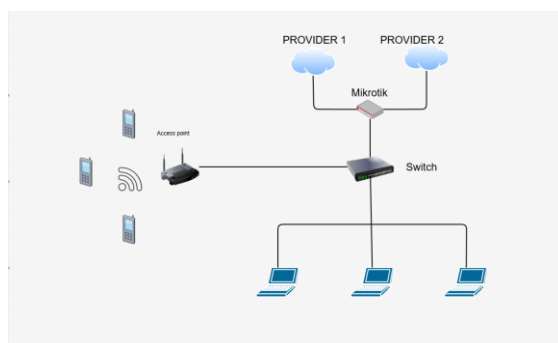 PROVIDER 1
PROVIDER 2
Mikrotik
Access point
Switch